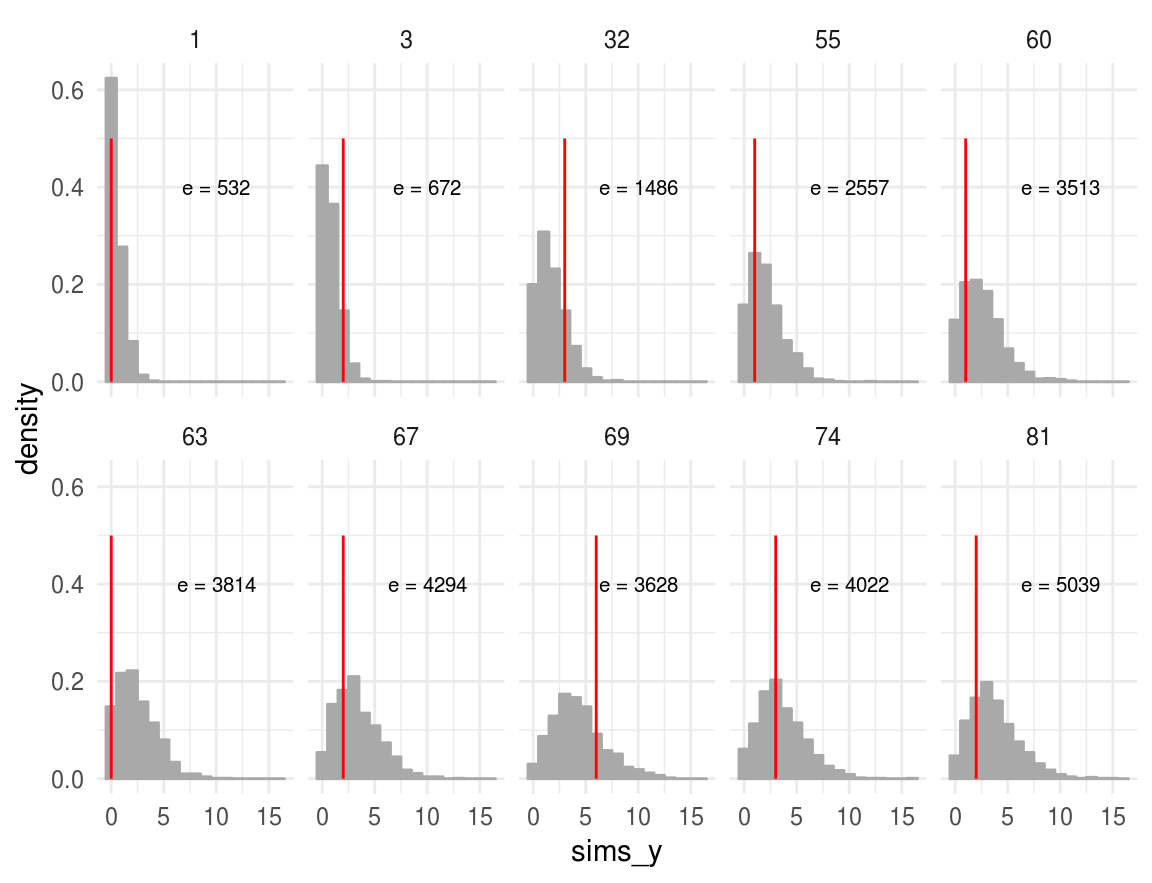 1 3 32 55 60
0.6
e = 532 e = 672 e = 1486 e = 2557 e = 3513
0.4
0.2
0.0
density
63 67 69 74 81
0.6
e = 3814 e = 4294 e = 3628 e = 4022 e = 5039
0.4
0.2
0.0
0 5 10 15 0 5 10 15 0 5 10 15 0 5 10 15 0 5 10 15
sims_y